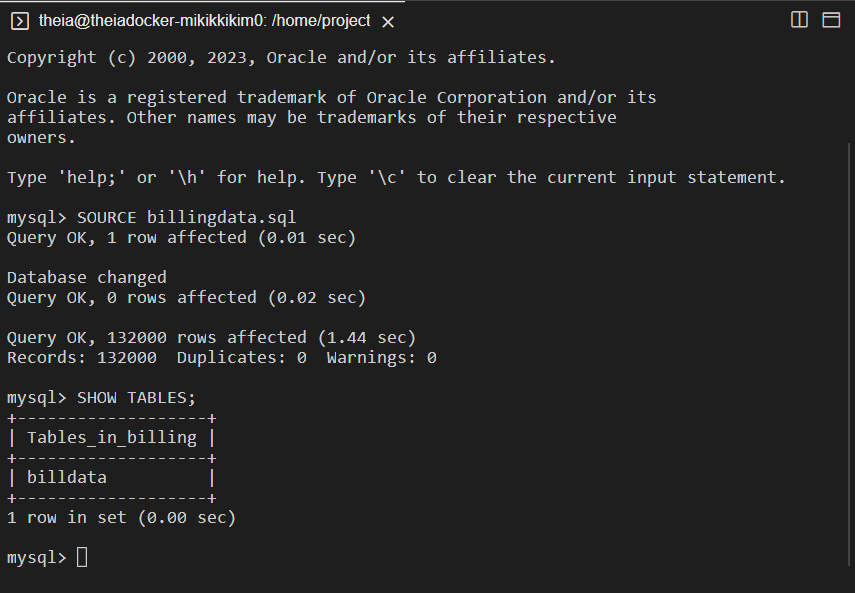 theia@theiadocker-mikikkikim0: /home/project
Copyright (c) 2000, 2023, Oracle and/or its affiliates.
Oracle is a registered trademark of Oracle Corporation and/or its
affiliates. Other names may be trademarks of their respective
owners.
Type 'help;' or '\h' for help. Type '\c' to clear the current input statement.
mysql> SOURCE billingdata.sql
Query OK, 1 row affected (0.01 sec)
Database changed
Query OK, 0 rows affected (0.02 sec)
Query OK, 132000 rows affected (1.44 sec)
Records: 132000  Duplicates: 0  Warnings: 0
mysql> SHOW TABLES;
+-------------------+
| Tables_in_billing |
+-------------------+
| billdata          |
+-------------------+
1 row in set (0.00 sec)
mysql>